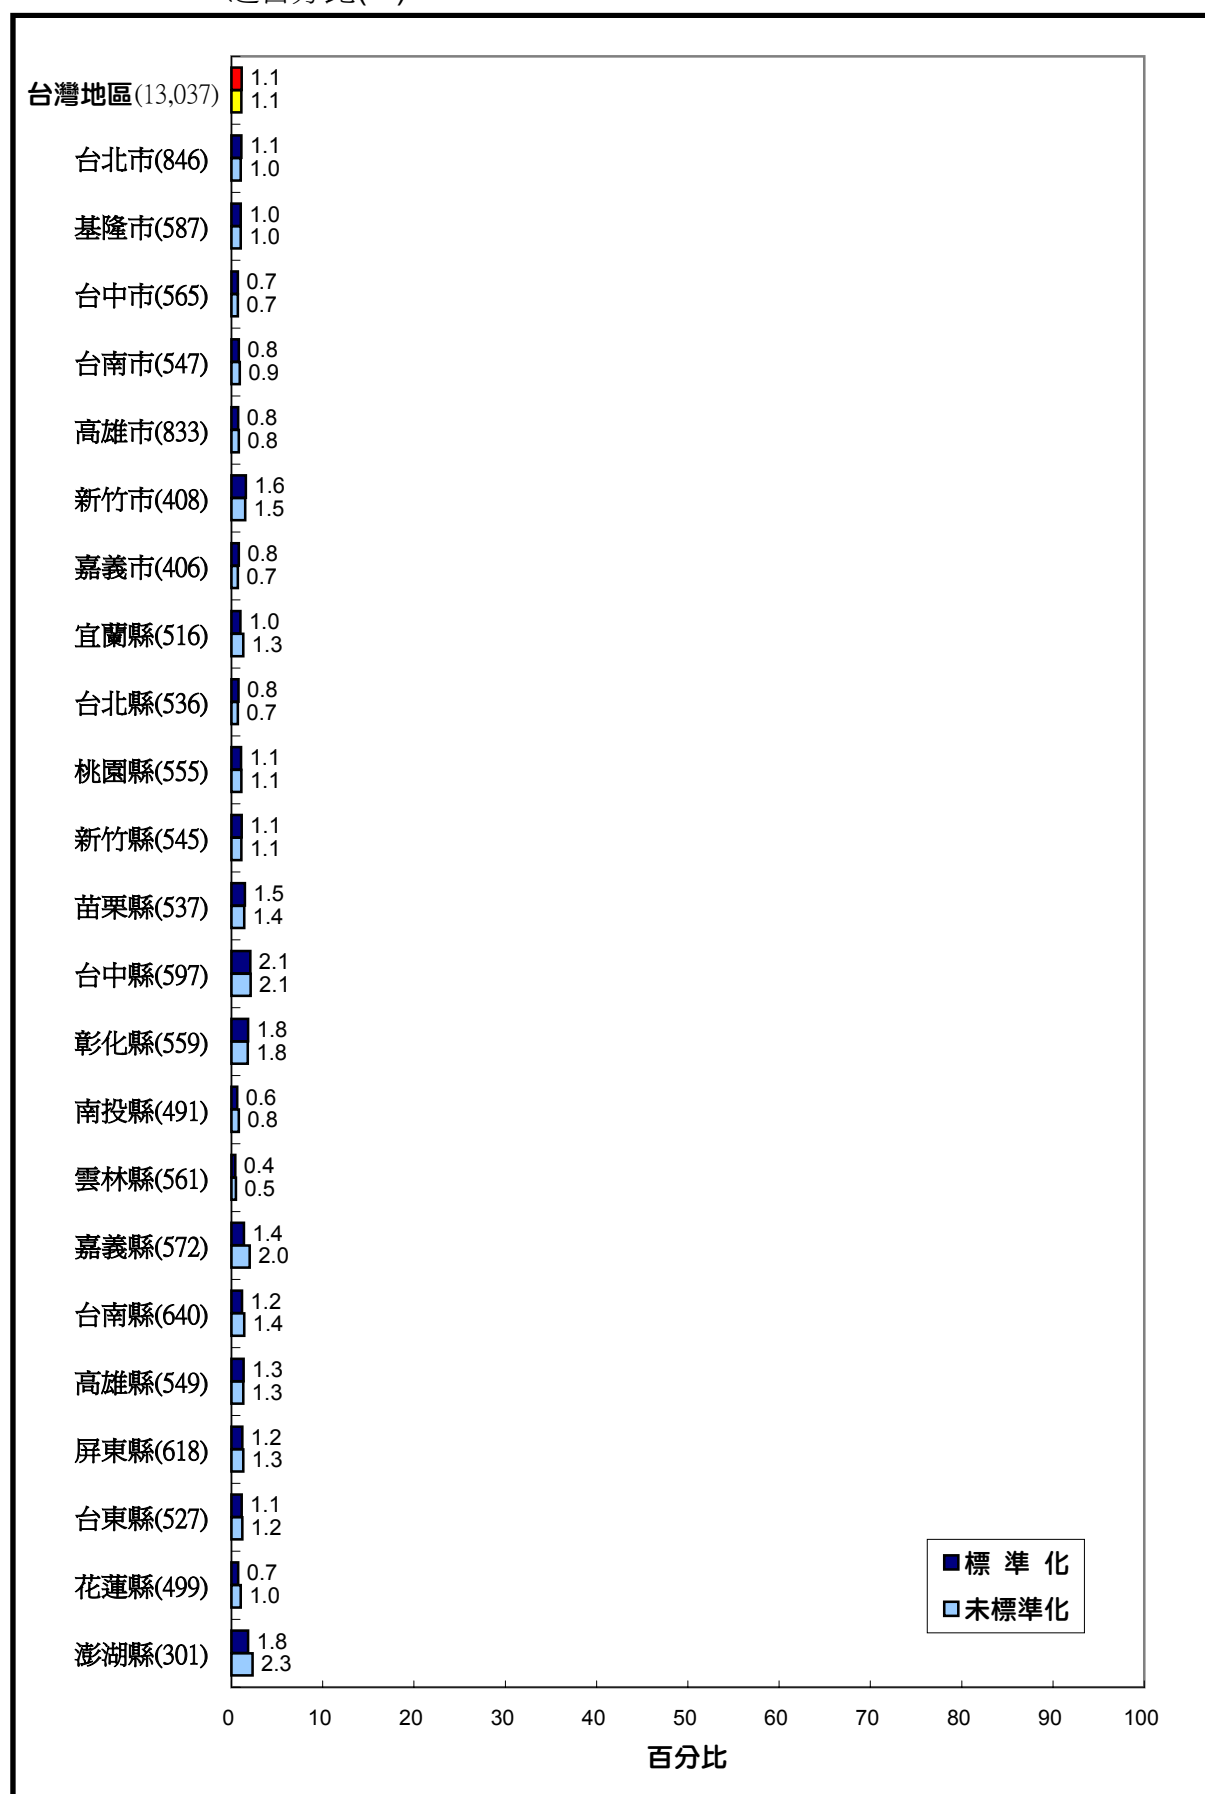 台灣地區(13,037) 1.1
1.1
台北市(846) 1.1
1.0
基隆市(587) 1.0
1.0
台中市(565) 0.7
0.7
台南市(547) 0.8
0.9
高雄市(833) 0.8
0.8
新竹市(408) 1.6
1.5
嘉義市(406) 0.8
0.7
宜蘭縣(516) 1.0
1.3
台北縣(536) 0.8
0.7
桃園縣(555) 1.1
1.1
新竹縣(545) 1.1
1.1
苗栗縣(537) 1.5
1.4
台中縣(597) 2.1
2.1
彰化縣(559) 1.8
1.8
南投縣(491) 0.6
0.8
雲林縣(561) 0.4
0.5
嘉義縣(572) 1.4
2.0
台南縣(640) 1.2
1.4
高雄縣(549) 1.3
1.3
屏東縣(618) 1.2
1.3
台東縣(527) 1.1
1.2
花蓮縣(499) 0.7
1.0
澎湖縣(301) 1.8
2.3
標 準 化
未標準化
0 10 20 30 40 50 60 70 80 90 100
百分比